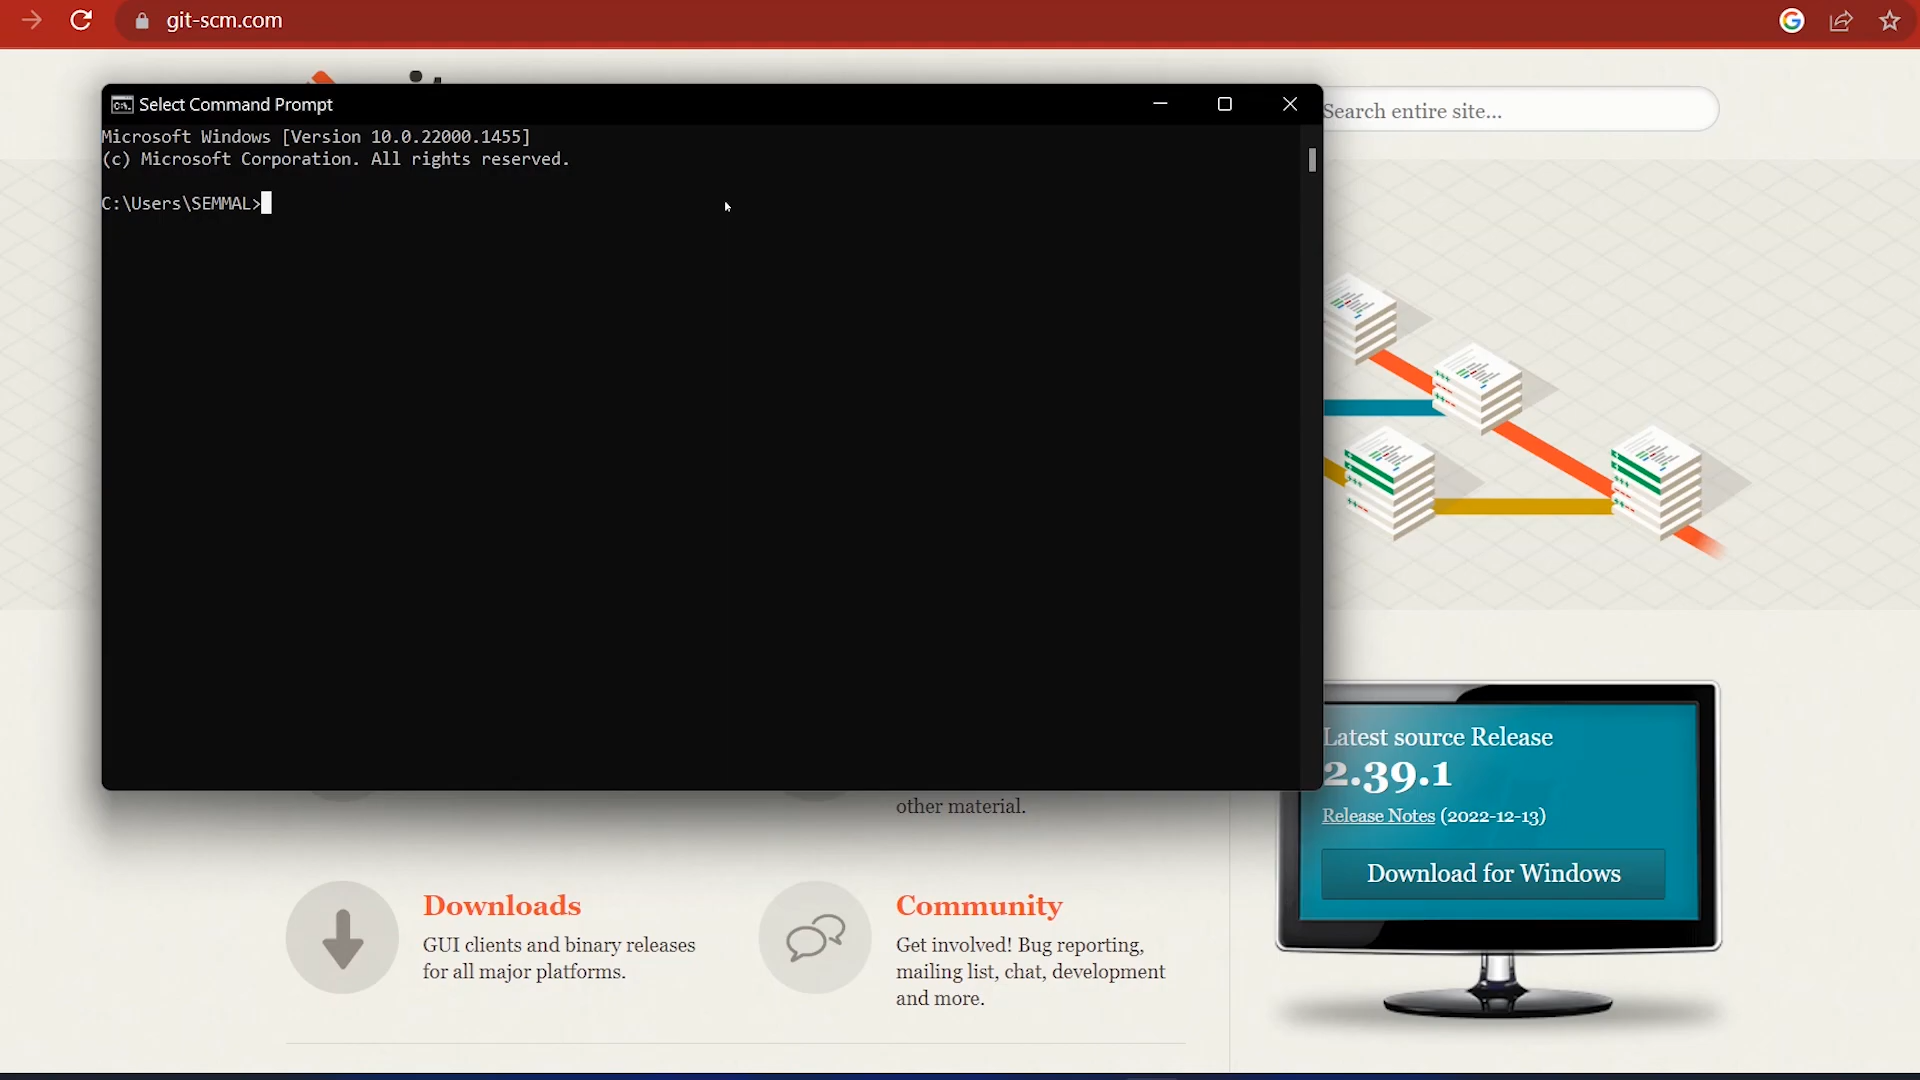 git-scm.com
Select Command Prompt
Search entire site...
Microsoft Windows [Version 10.0.22000.1455]
(c) Microsoft Corporation. All rights reserved.
C:\Users\SEMMAL>
Latest source Release
2.39.1
Release Notes (2022-12-13)
Download for Windows
other material.
Downloads
GUI clients and binary releases
for all major platforms.
Community
Get involved! Bug reporting,
mailing list, chat, development
and more.